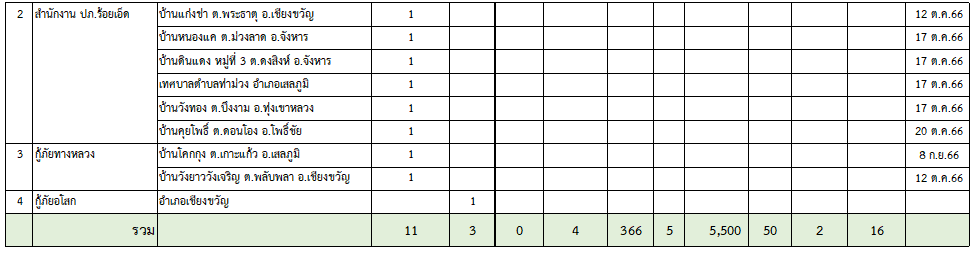 2 สำนักงาน ปภ.ร้อยเอ็ด บ้านแก่งข่า ต.พระธาตุ อ.เชียงขวัญ 1 12 ต.ค.66
บ้านหนองแค ต.ม่วงลาด อ.จังหาร 1 17 ต.ค.66
บ้านดินแดง หมู่ที่ 3 ต.ดงสิงห์ อ.จังหาร 1 17 ต.ค.66
เทศบาลตำบลท่าม่วง อำเภอเสลภูมิ 1 17 ต.ค.66
บ้านวังทอง ต.บึงงาม อ.ทุ่งเขาหลวง 1 17 ต.ค.66
บ้านคุยโพธิ์ ต.ดอนโอง อ.โพธิ์ชัย 1 20 ต.ค.66
3 กู้ภัยทางหลวง บ้านโคกกุง ต.เกาะแก้ว อ.เสลภูมิ 1 8 ก.ย.66
บ้านวังยาววังเจริญ ต.พลับพลา อ.เชียงขวัญ 1 12 ต.ค.66
4 กู้ภัยอโสก อำเภอเชียงขวัญ 1
รวม 11 3 0 4 366 5 5,500 50 2 16